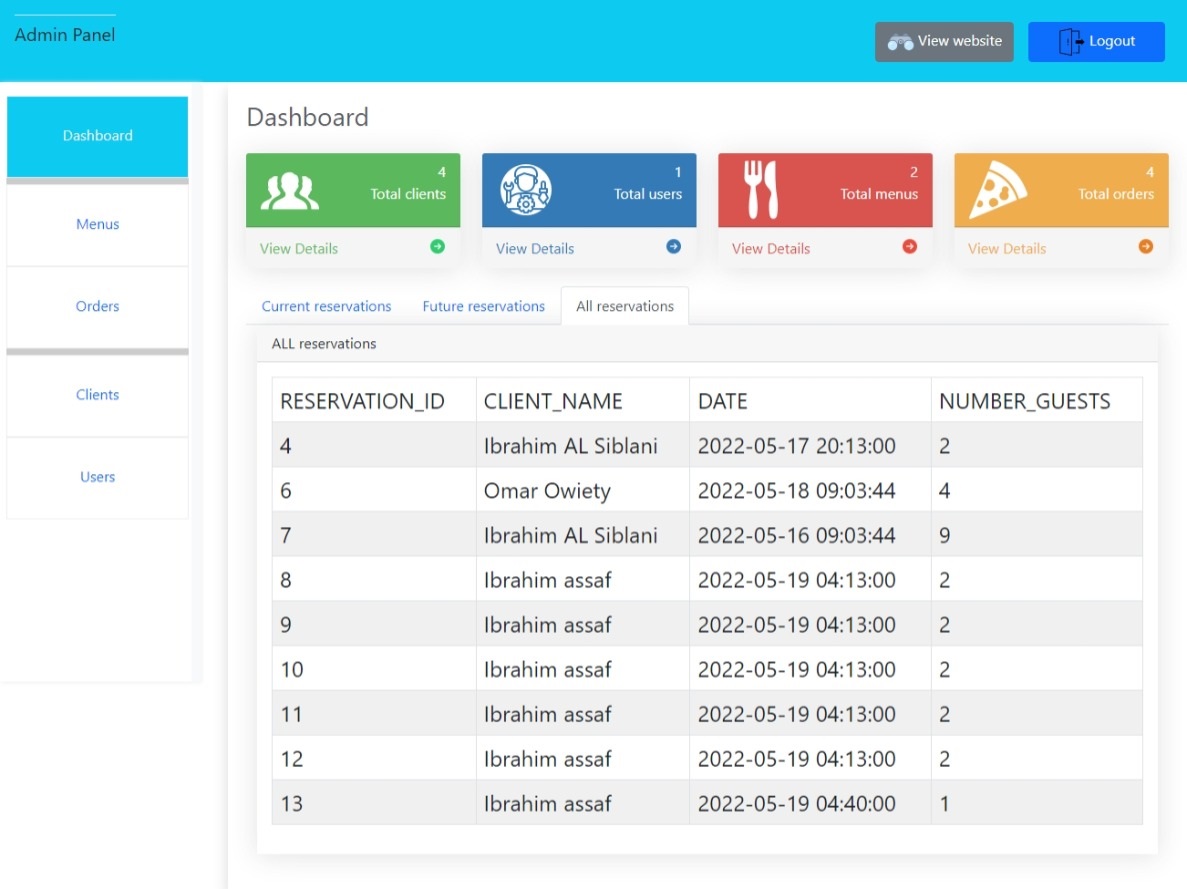 Admin Panel
View website
Logout
Dashboard
Menus
Orders
Clients
Users
Dashboard
4
Total clients
View Details
1
Total users
View Details
2
Total menus
View Details
4
Total orders
View Details
Current reservations Future reservations All reservations
ALL reservations
RESERVATION_ID CLIENT_NAME DATE NUMBER_GUESTS
4 Ibrahim AL Siblani 2022-05-17 20:13:00 2
6 Omar Owiety 2022-05-18 09:03:44 4
7 Ibrahim AL Siblani 2022-05-16 09:03:44 9
8 Ibrahim assaf 2022-05-19 04:13:00 2
9 Ibrahim assaf 2022-05-19 04:13:00 2
10 Ibrahim assaf 2022-05-19 04:13:00 2
11 Ibrahim assaf 2022-05-19 04:13:00 2
12 Ibrahim assaf 2022-05-19 04:13:00 2
13 Ibrahim assaf 2022-05-19 04:40:00 1